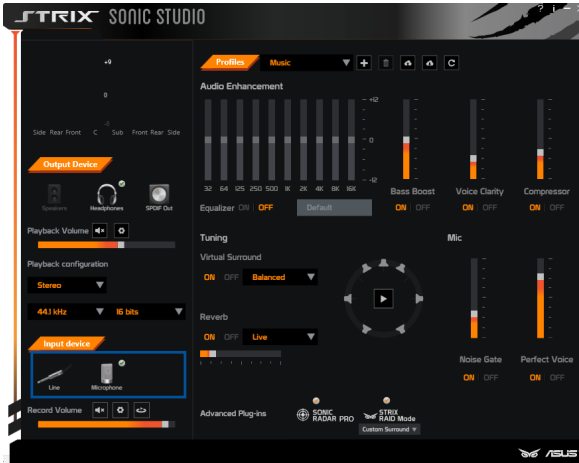 STRIX SONIC STUDIO
? i –
+9
0
-9
Side Rear Front C Sub Front Rear Side
Output Device
Speakers Headphones SPDIF Out
Playback Volume
Playback configuration
Stereo
44.1 kHz 16 bits
Input device
Line Microphone
Record Volume
Profiles Music
Audio Enhancement
+12
0
-12
32 64 125 250 500 1K 2K 4K 8K 16K
Equalizer ON OFF Default
Bass Boost Voice Clarity Compressor
ON OFF ON OFF ON OFF
Tuning
Virtual Surround
ON OFF Balanced
Reverb
ON OFF Live
Mic
Noise Gate Perfect Voice
ON OFF ON OFF
Advanced Plug-ins
SONIC
RADAR PRO
STRIX
RAID Mode
Custom Surround
ASUS